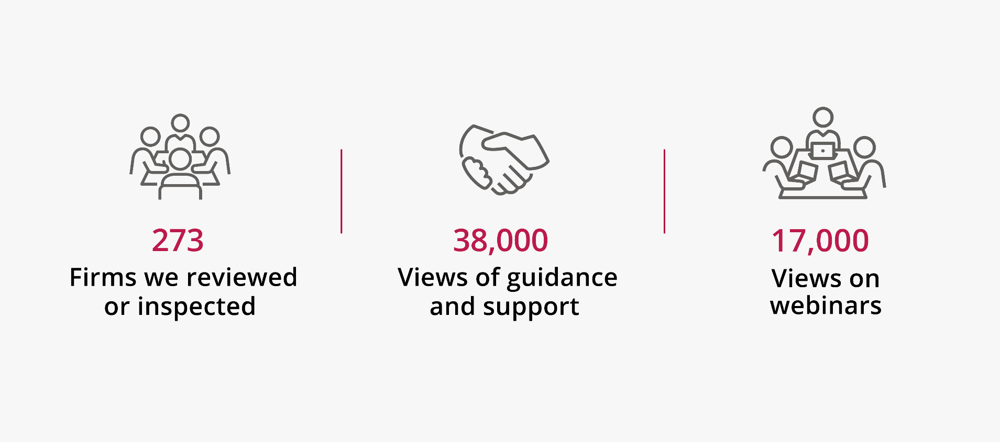 273
Firms we reviewed
or inspected
38,000
Views of guidance
and support
17,000
Views on
webinars